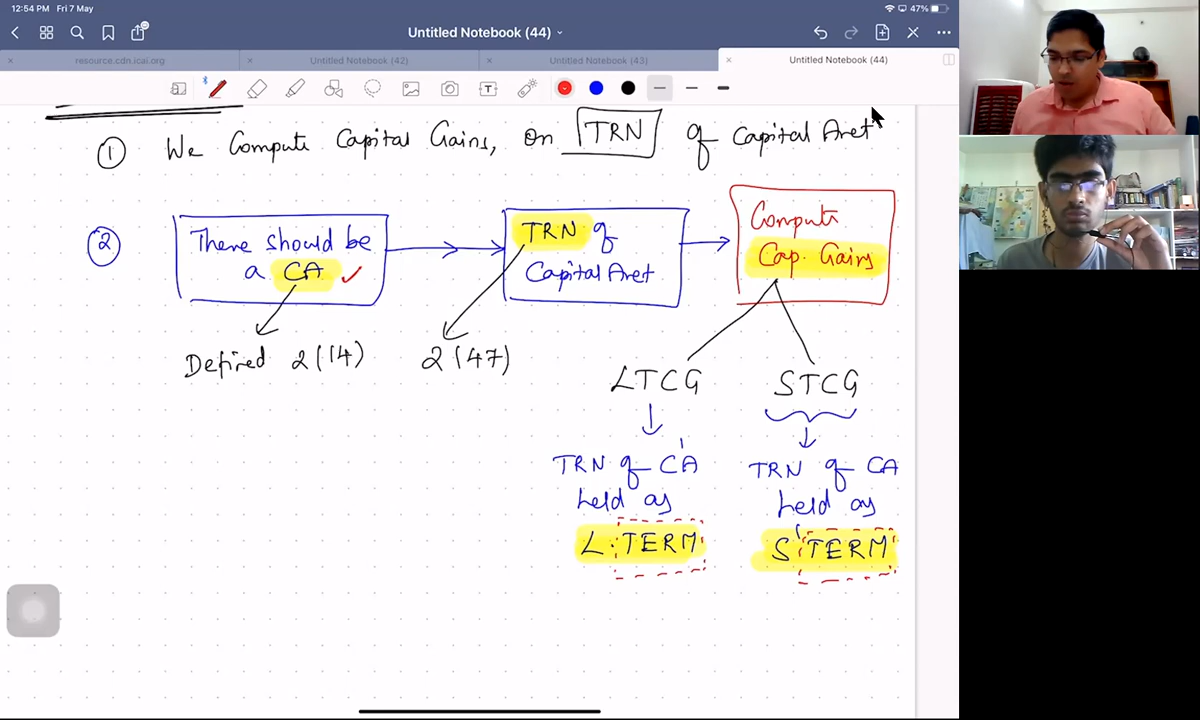 12:54 PM Fri 7 May
47%
Untitled Notebook (44)
resource.cdn.icai.org
Untitled Notebook (42)
Untitled Notebook (43)
Untitled Notebook (44)
① We Compute Capital Gains, on TRN of Capital Asset
② There should be
a CA ✓
TRN of
Capital Asset
Compute
Cap. Gains
Defined 2(14)
2(47)
LTCG
STCG
TRN of CA
held as
L.TERM
TRN of CA
held as
S'TERM